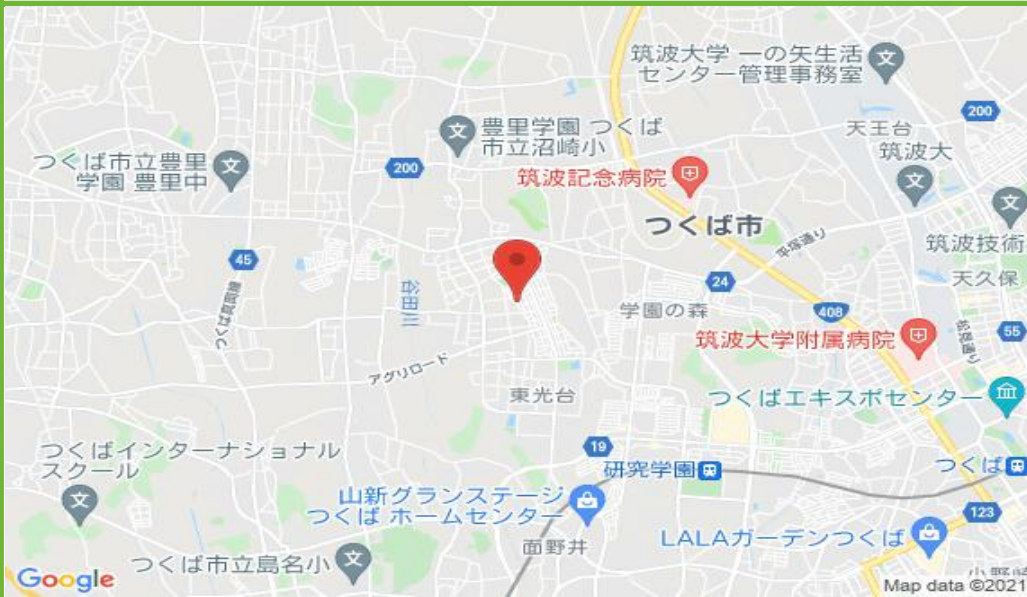 筑波大学 一の矢生活
センター管理事務室
200
天王台
豊里学園 つくば
市立沼崎小
つくば市立豊里
学園 豊里中
200
筑波記念病院
筑波大
つくば市
平塚通り
筑波技術
45
24
天久保
谷田川
学園の森
408
筑波大学附属病院
55
アグリロード
東光台
つくばエキスポセンター
つくばインターナショナル
スクール
19
研究学園
つくば
山新グランステージ
つくば ホームセンター
123
面野井
LALAガーデンつくば
つくば市立島名小
Google
Map data ©2021